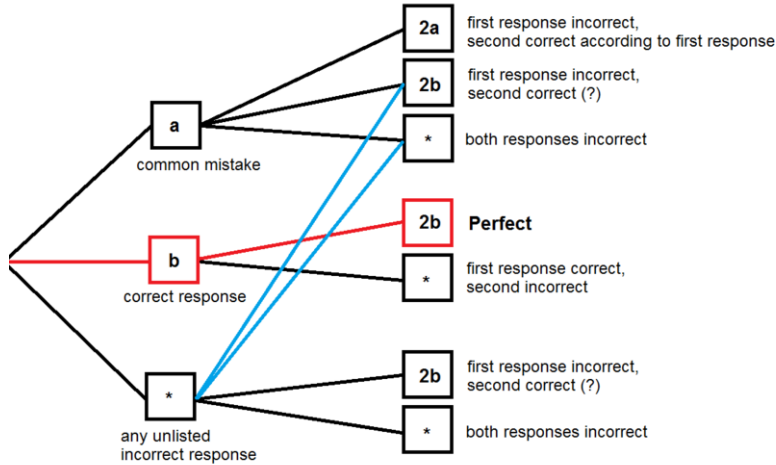 2a
first response incorrect,
second correct according to first response
2b
first response incorrect,
second correct (?)
a
common mistake
*
both responses incorrect
2b
Perfect
b
correct response
*
first response correct,
second incorrect
2b
first response incorrect,
second correct (?)
*
any unlisted
incorrect response
*
both responses incorrect